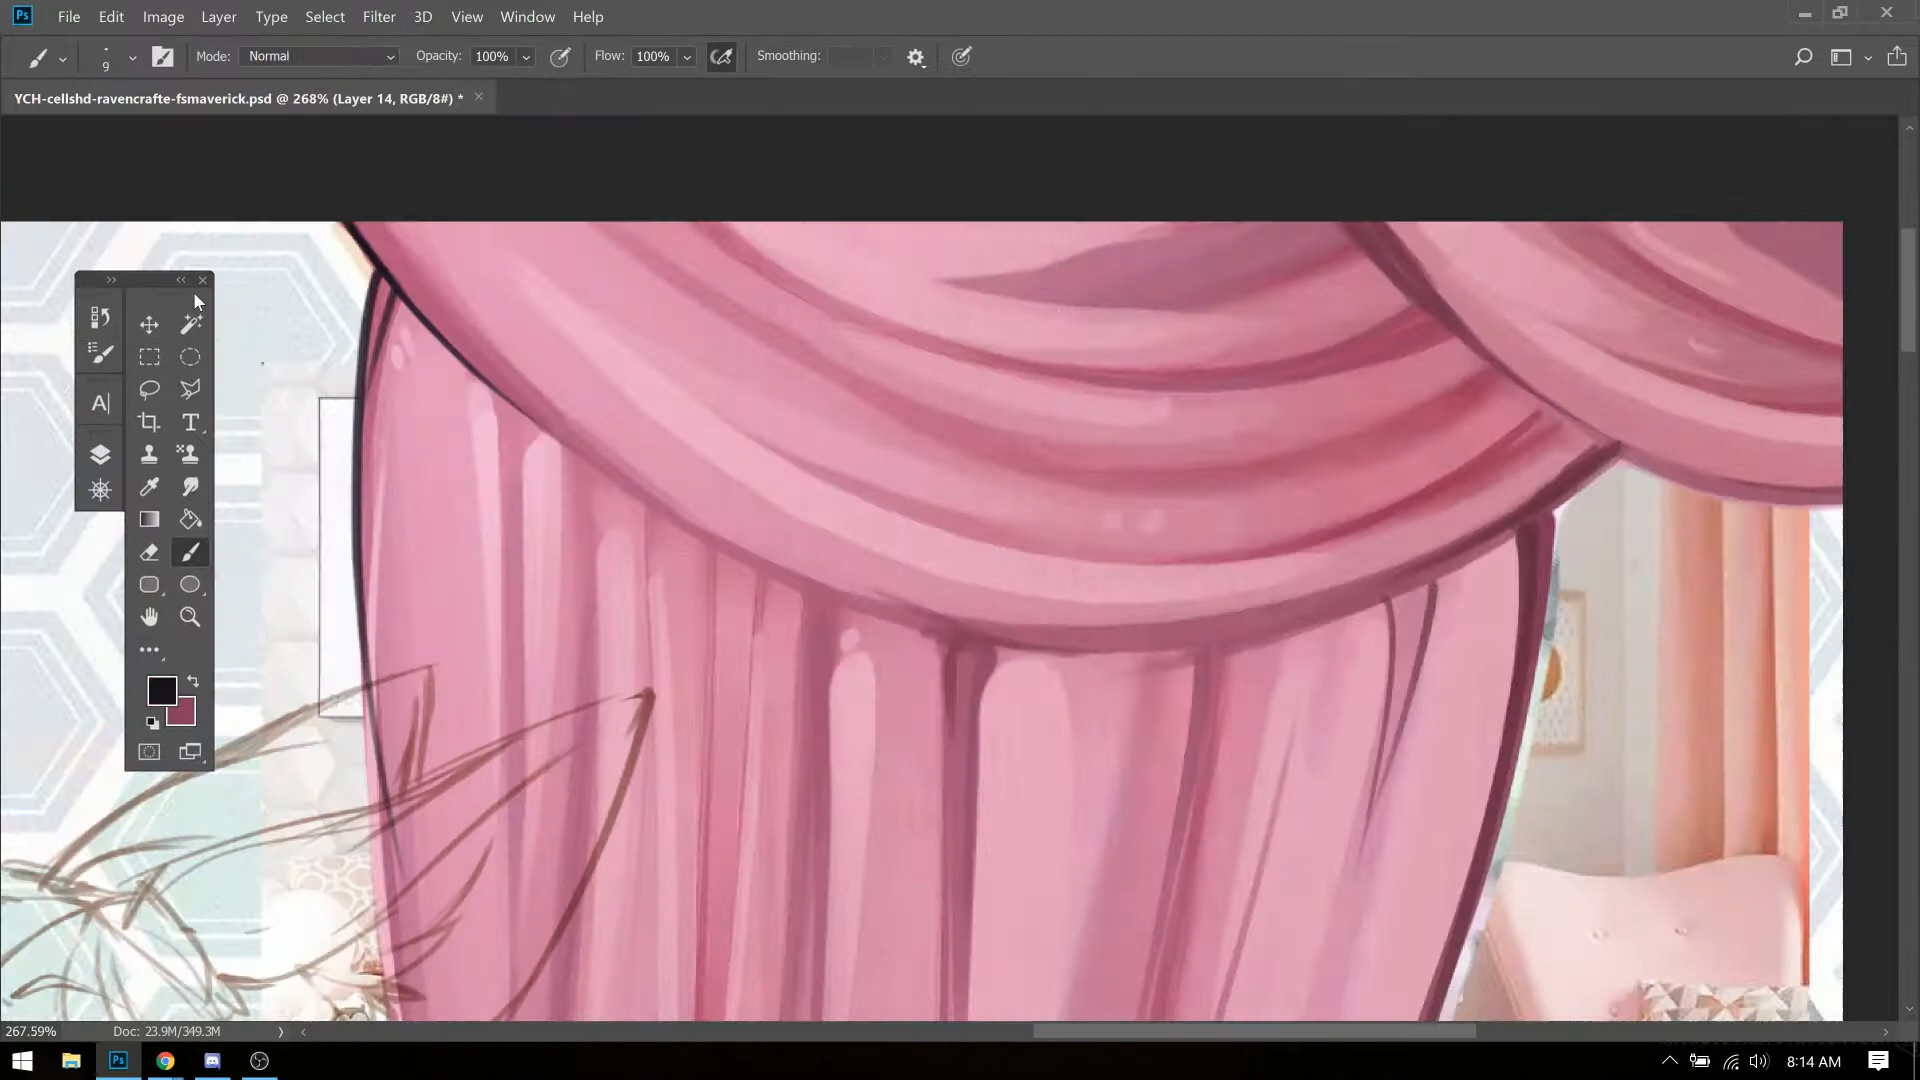 Ps File Edit Image Layer Type Select Filter 3D View Window Help
9 Mode: Normal Opacity: 100% Flow: 100% Smoothing:
YCH-cellshd-ravencrafte-fsmaverick.psd @ 268% (Layer 14, RGB/8#) *
A
T
267.59% Doc: 23.9M/349.3M
Ps 8:14 AM